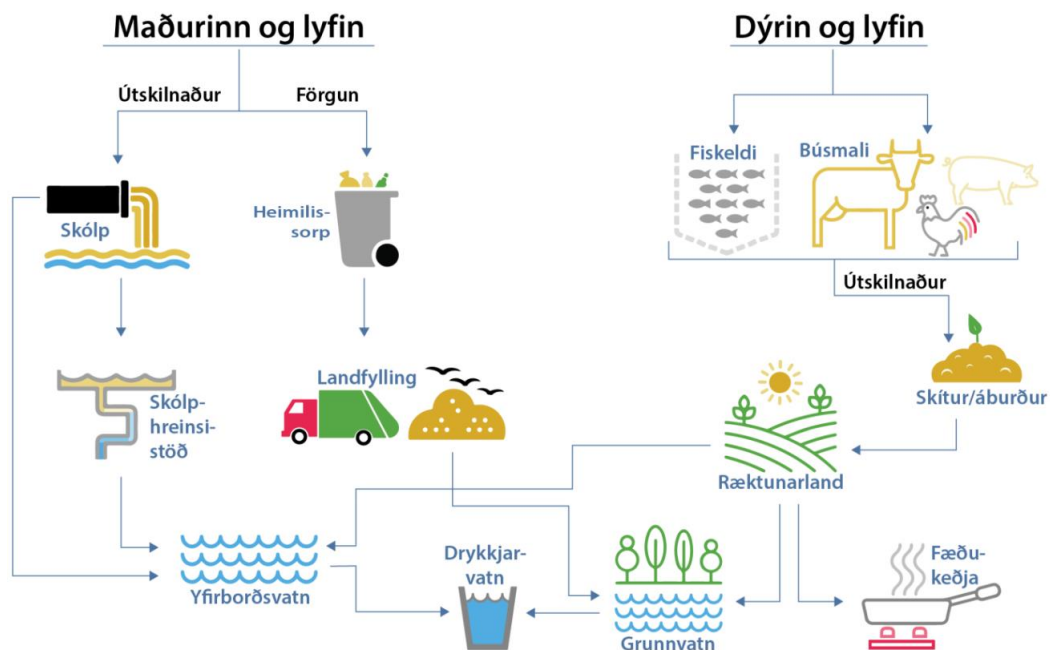 Maðurinn og lyfin
Dýrin og lyfin
Útskilnaður
Förgun
Fiskeldi
Búsmali
Skólp
Heimilis-
sorp
Útskilnaður
Landfylling
Skólp-
hreinsi-
stöð
Skítur/áburður
Ræktunarland
Yfirborðsvatn
Drykkjar-
vatn
Grunnvatn
Fæðu-
keðja